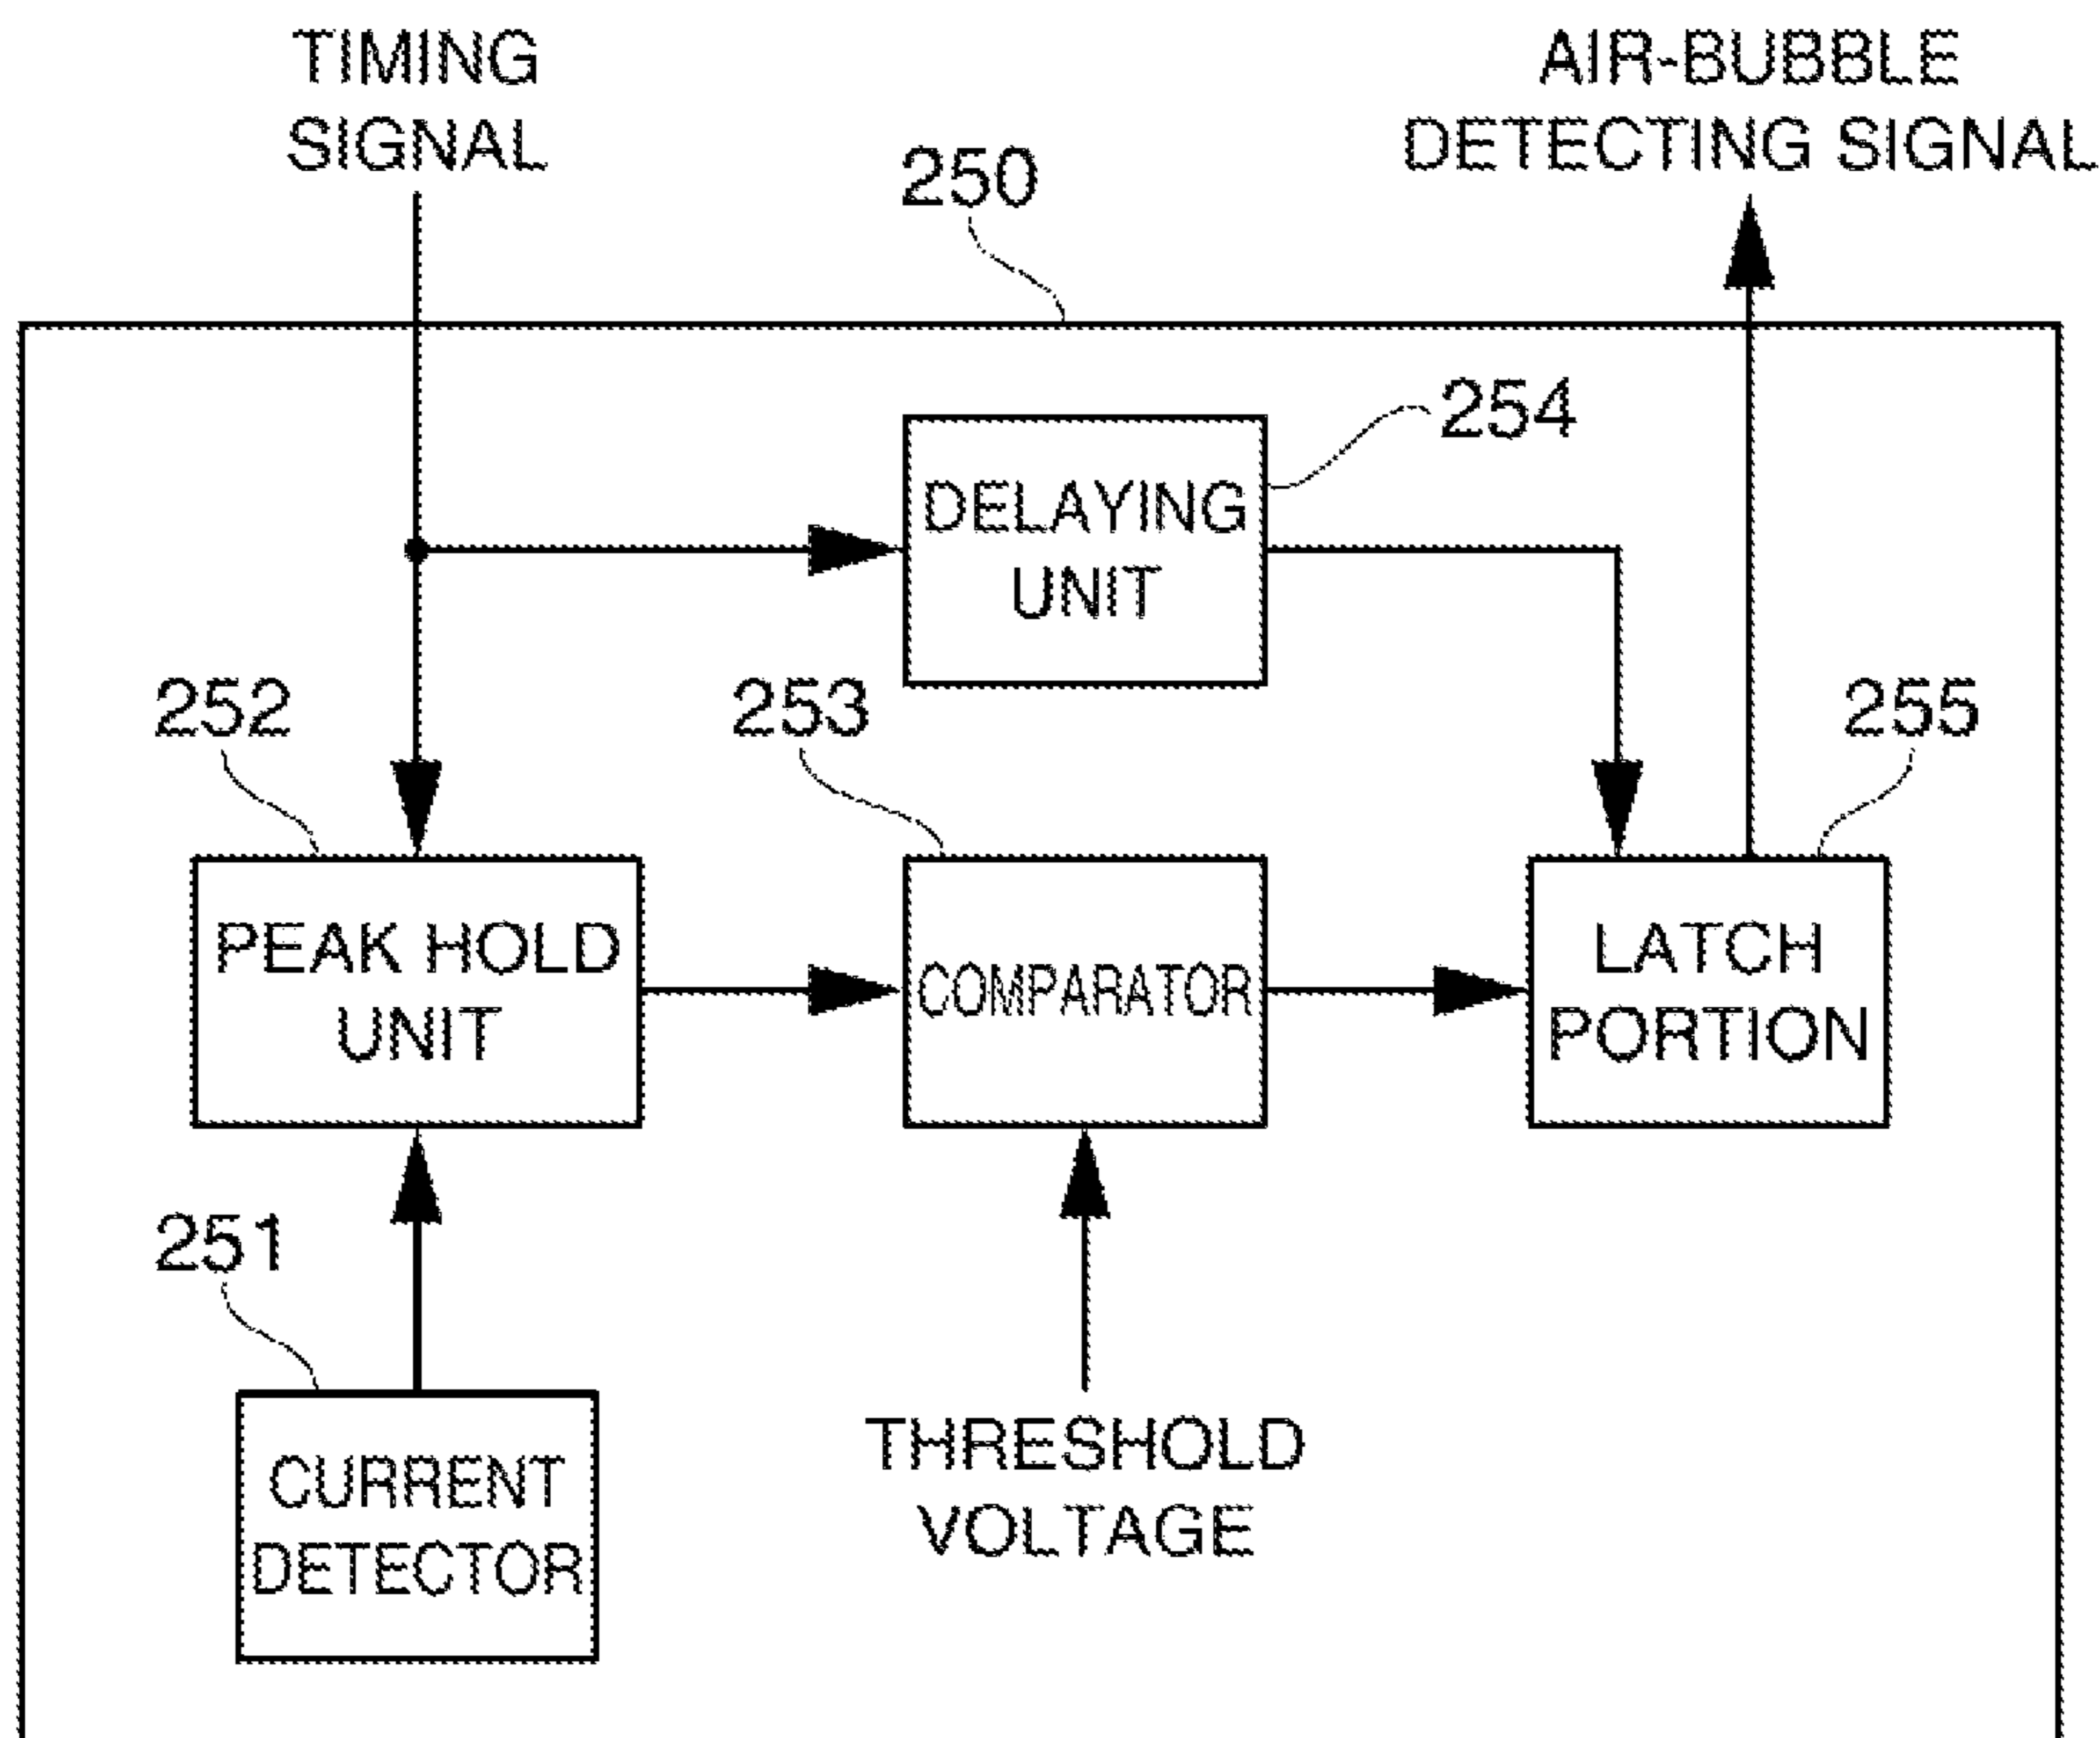 TIMING
SIGNAL
AIR-BUBBLE
DETECTING SIGNAL
250
254
DELAYING
UNIT
252
253
255
PEAK HOLD
UNIT
COMPARATOR
LATCH
PORTION
251
CURRENT
DETECTOR
THRESHOLD
VOLTAGE